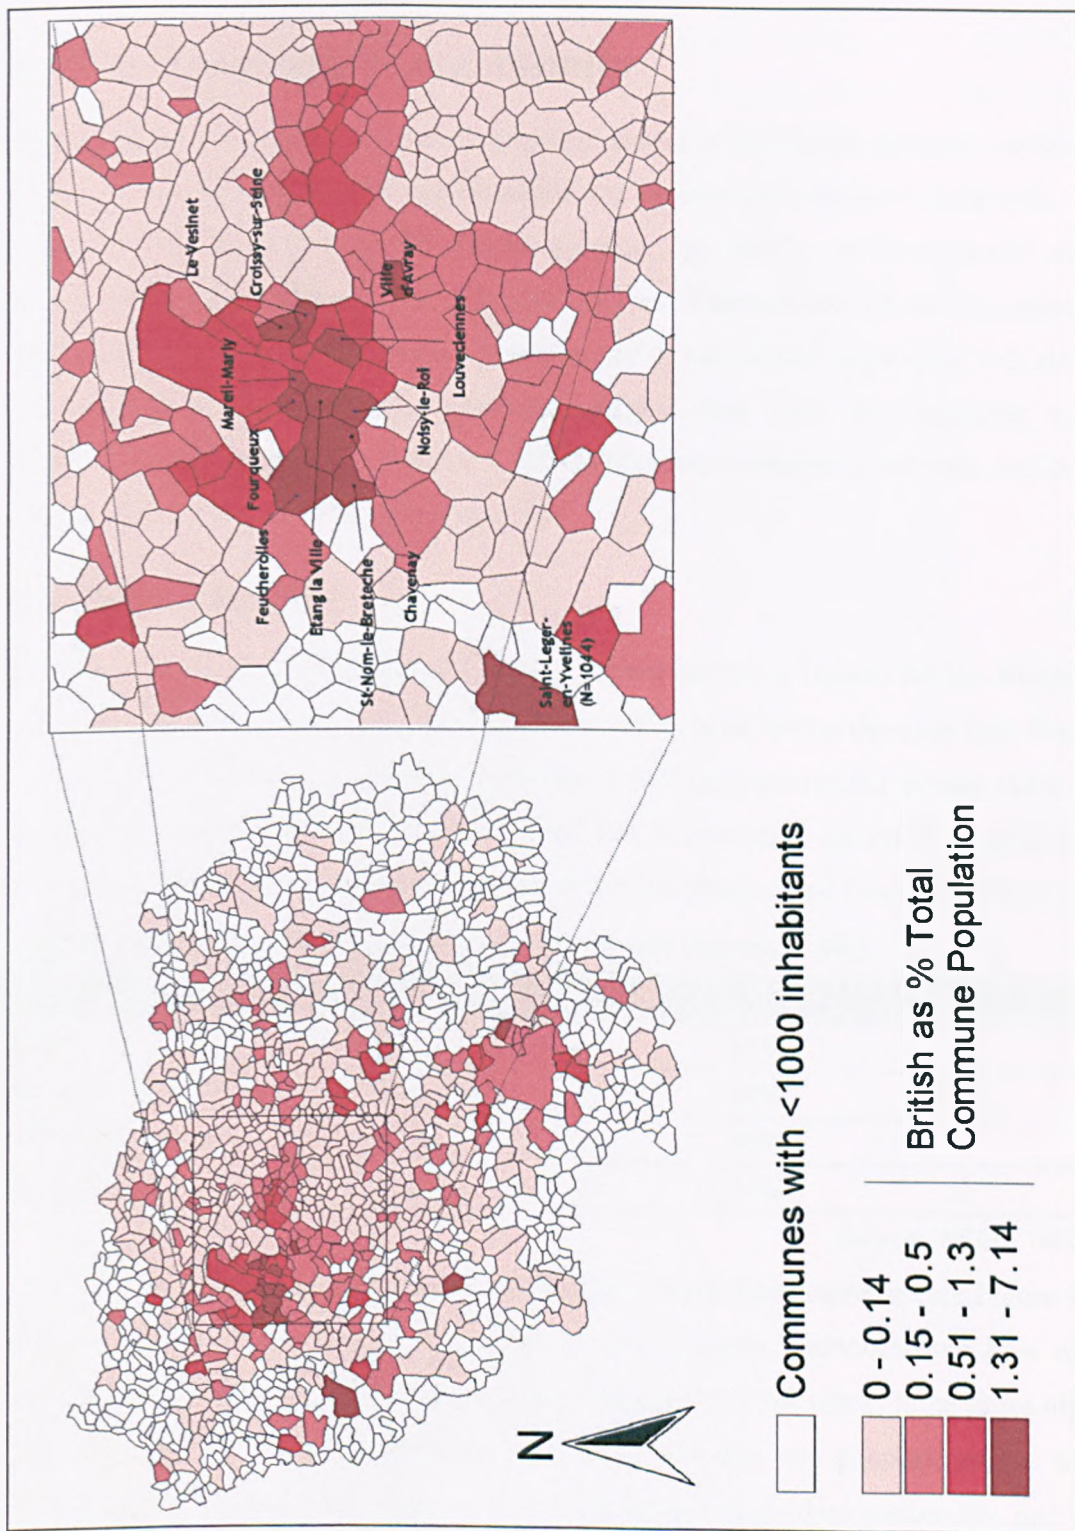 Le-Vesinet
Croissy-sur-Seine
Mareil-Marly
Ville
d'Avray
Fourqueux
Louveciennes
Feucherolles
Noisy-le-Roi
Etang la Ville
St-Nom-le-Breteche
Chavenay
Saint-Leger-
en-Yvelines
(N=1044)
N
Communes with <1000 inhabitants
0 - 0.14
0.15 - 0.5
0.51 - 1.3
1.31 - 7.14
British as % Total
Commune Population